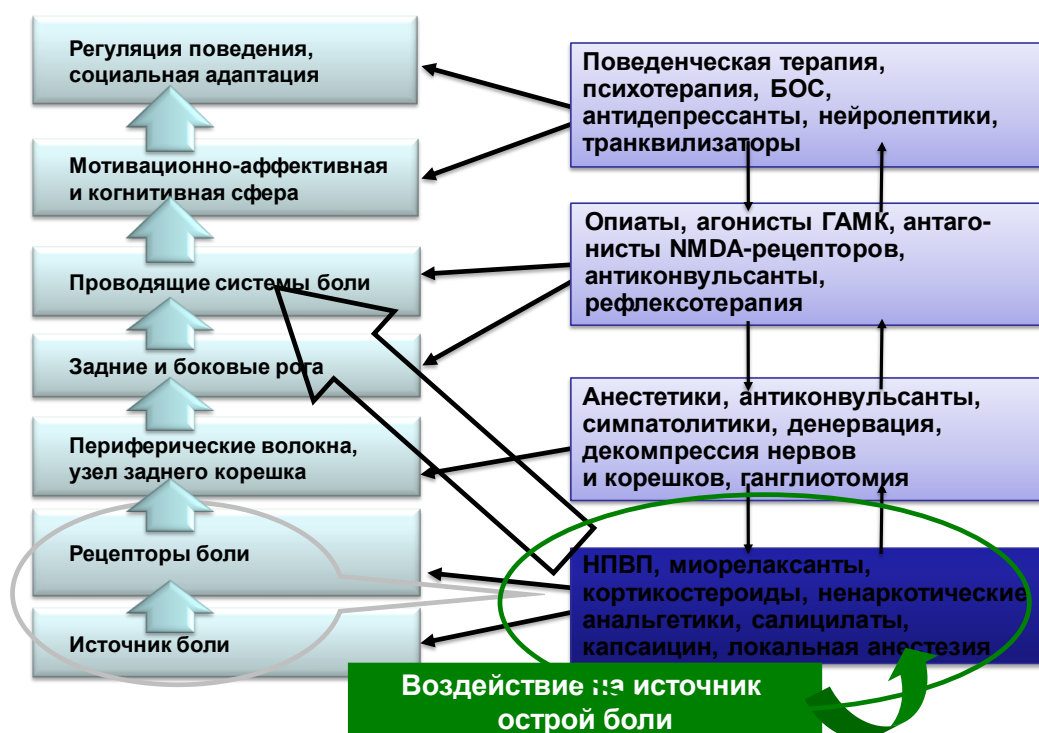 Регуляция поведения,
социальная адаптация
Мотивационно-аффективная
и когнитивная сфера
Проводящие системы боли
Задние и боковые рога
Периферические волокна,
узел заднего корешка
Рецепторы боли
Источник боли
Поведенческая терапия,
психотерапия, БОС,
антидепрессанты, нейролептики,
транквилизаторы
Опиаты, агонисты ГАМК, антаго-
нисты NMDA-рецепторов,
антиконвульсанты,
рефлексотерапия
Анестетики, антиконвульсанты,
симпатолитики, денервация,
декомпрессия нервов
и корешков, ганглиотомия
НПВП, миорелаксанты,
кортикостероиды, ненаркотические
анальгетики, салицилаты,
капсаицин, локальная анестезия
Воздействие на источник
острой боли